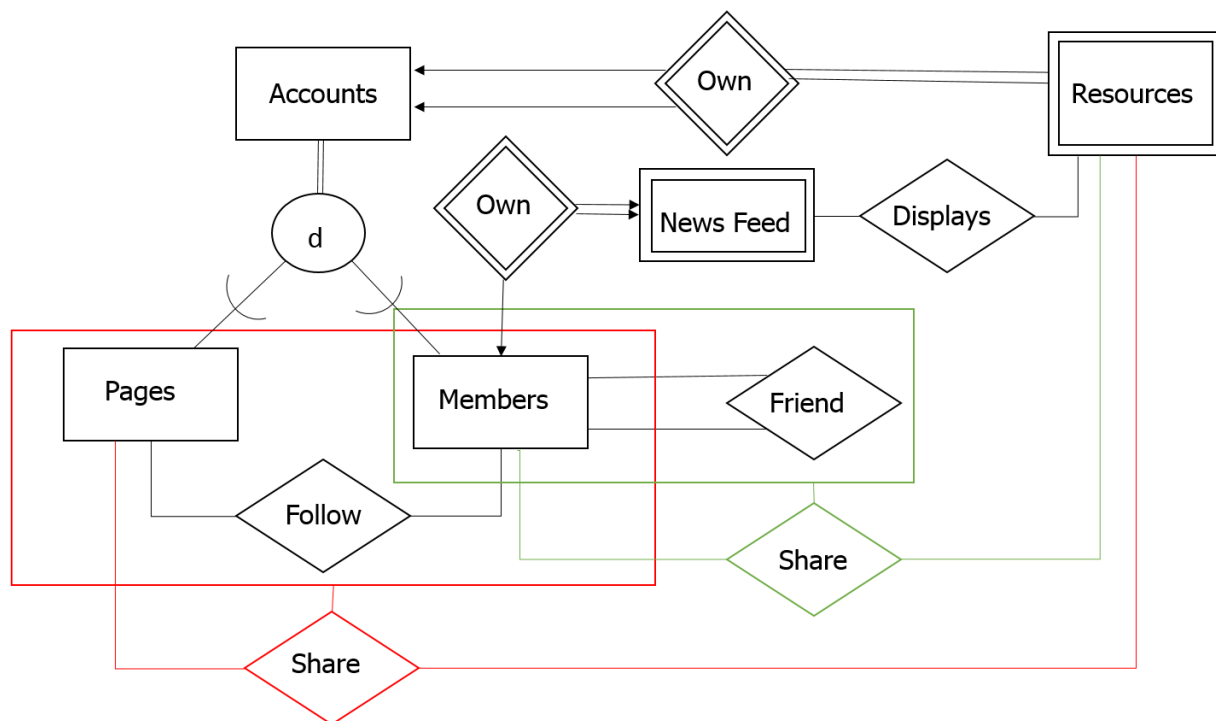 Accounts
Own
Resources
Own
News Feed
Displays
d
Pages
Members
Friend
Follow
Share
Share